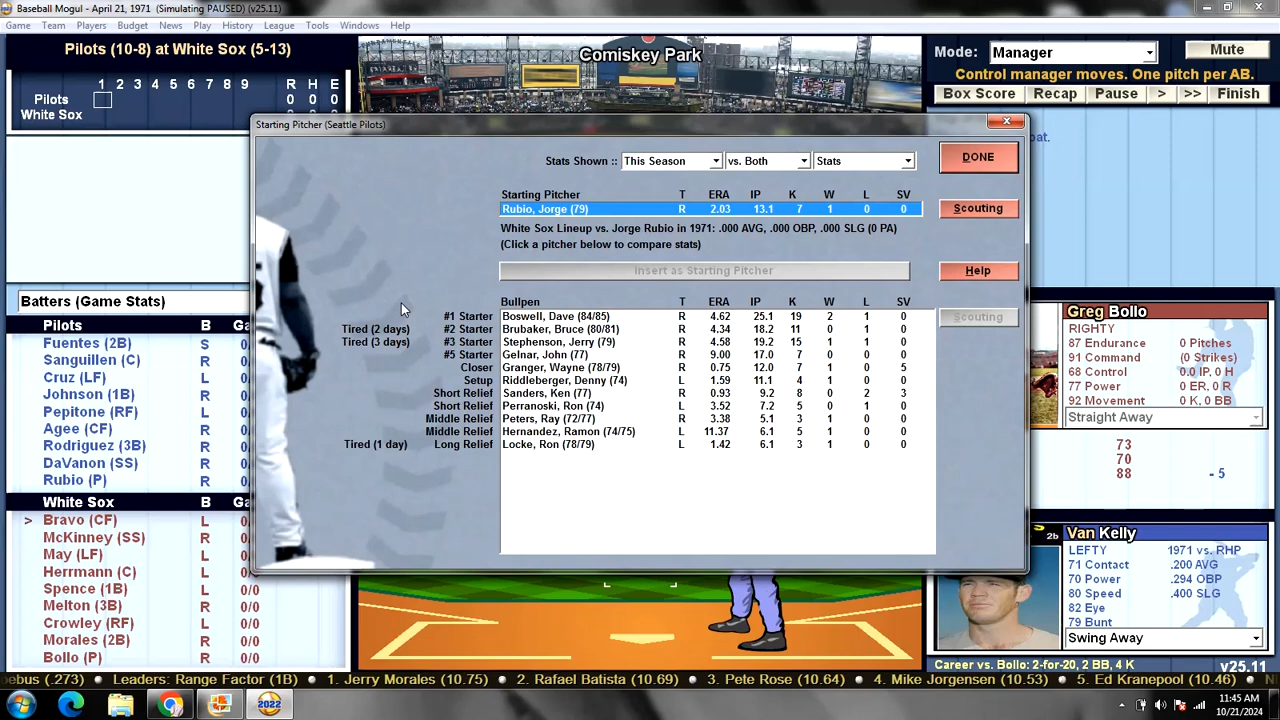 Baseball Mogul - April 21, 1971 (Simulating PAUSED) (v25.11)
Game Team Players Budget News Play History League Tools Windows Help
Pilots (10-8) at White Sox (5-13)
1 2 3 4 5 6 7 8 9 R H E
Pilots 0 0 0
White Sox 0 0 0
Comiskey Park
Mode: Manager Mute
Control manager moves. One pitch per AB.
Box Score Recap Pause > >> Finish
Starting Pitcher (Seattle Pilots)
Stats Shown :: This Season vs. Both Stats DONE
Starting Pitcher T ERA IP K W L SV
Rubio, Jorge (79) R 2.03 13.1 7 1 0 0 Scouting
White Sox Lineup vs. Jorge Rubio in 1971: .000 AVG, .000 OBP, .000 SLG (0 PA)
(Click a pitcher below to compare stats)
Insert as Starting Pitcher Help
Bullpen T ERA IP K W L SV
#1 Starter Boswell, Dave (84/85) R 4.62 25.1 19 2 1 0 Scouting
Tired (2 days) #2 Starter Brubaker, Bruce (80/81) R 4.34 18.2 11 0 1 0
Tired (3 days) #3 Starter Stephenson, Jerry (79) R 4.58 19.2 15 1 1 0
#5 Starter Gelnar, John (77) R 9.00 17.0 7 0 0 0
Closer Granger, Wayne (78/79) R 0.75 12.0 7 1 0 5
Setup Riddleberger, Denny (74) L 1.59 11.1 4 1 0 0
Short Relief Sanders, Ken (77) R 0.93 9.2 8 0 2 3
Short Relief Perranoski, Ron (74) L 3.52 7.2 5 0 1 0
Middle Relief Peters, Ray (72/77) R 3.38 5.1 5 1 0 0
Middle Relief Hernandez, Ramon (74/75) L 11.37 6.1 5 1 0 0
Tired (1 day) Long Relief Locke, Ron (78/79) L 1.42 6.1 3 1 0 0
Batters (Game Stats)
Pilots B
Fuentes (2B) S
Sanguillen (C) R
Cruz (LF) L
Johnson (1B) R
Pepitone (RF) L
Agee (CF) R
Rodriguez (3B) R
DaVanon (SS) R
Rubio (P) R
White Sox B
> Bravo (CF) L 0/0
McKinney (SS) R 0/0
May (LF) L 0/0
Herrmann (C) L 0/0
Spence (1B) L 0/0
Melton (3B) R 0/0
Crowley (RF) L 0/0
Morales (2B) R 0/0
Bollo (P) R 0/0
Greg Bollo
RIGHTY
87 Endurance 0 Pitches
91 Command (0 Strikes)
68 Control 0.0 IP, 0 H
77 Power 0 ER, 0 R
92 Movement 0 K, 0 BB
Straight Away
73
70
88 - 5
2b Van Kelly
LEFTY 1971 vs. RHP
71 Contact .200 AVG
70 Power .294 OBP
80 Speed .400 SLG
82 Eye
79 Bunt
Swing Away
Career vs. Bollo: 2-for-20, 2 BB, 4 K v25.11
(.273) • Leaders: Range Factor (1B) • 1. Jerry Morales (10.75) • 2. Rafael Batista (10.69) • 3. Pete Rose (10.64) • 4. Mike Jorgensen (10.53) • 5. Ed Kranepool (10.46) •
2022
11:45 AM
10/21/2024